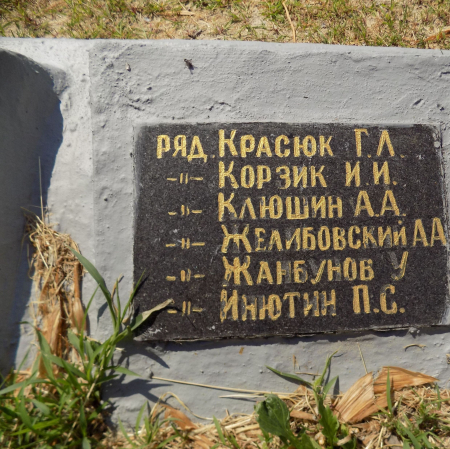 РЯД. КРАСЮК Г.Л.
-"- КОРЗИК И.И.
-"- КЛЮШИН А.Д.
-"- ЖЕЛИБОВСКИЙ А.А.
-"- ЖАНБУНОВ У
-"- ИНЮТИН П.С.